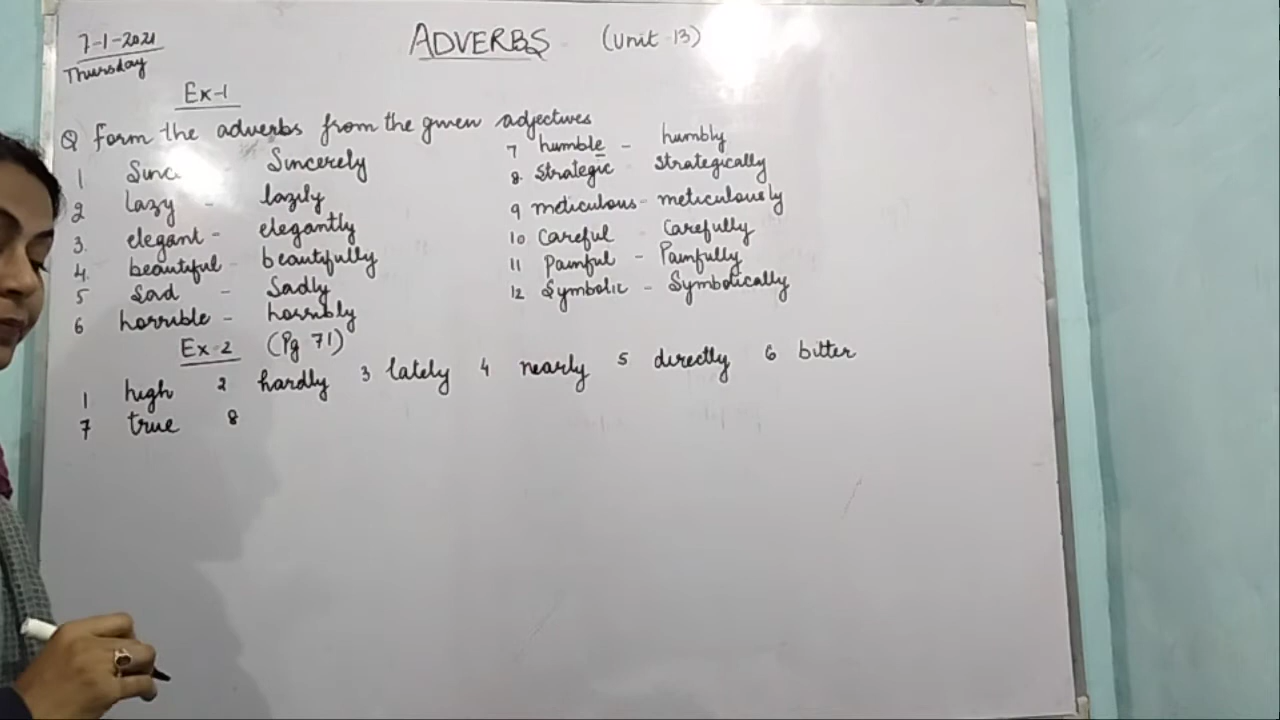 7-1-2021
Thursday
ADVERBS (Unit 13)
Ex-1
Q Form the adverbs from the given adjectives
1 Sinc - Sincerely
2 lazy - lazily
3. elegant - elegantly
4. beautiful - beautifully
5 Sad - Sadly
6 horrible - horribly
7 humble - humbly
8. Strategic - Strategically
9 meticulous - meticulously
10 Careful - Carefully
11 Painful - Painfully
12 Symbolic - Symbolically
Ex-2 (Pg 71)
1 high 2 hardly 3 lately 4 nearly 5 directly 6 bitter
7 true 8